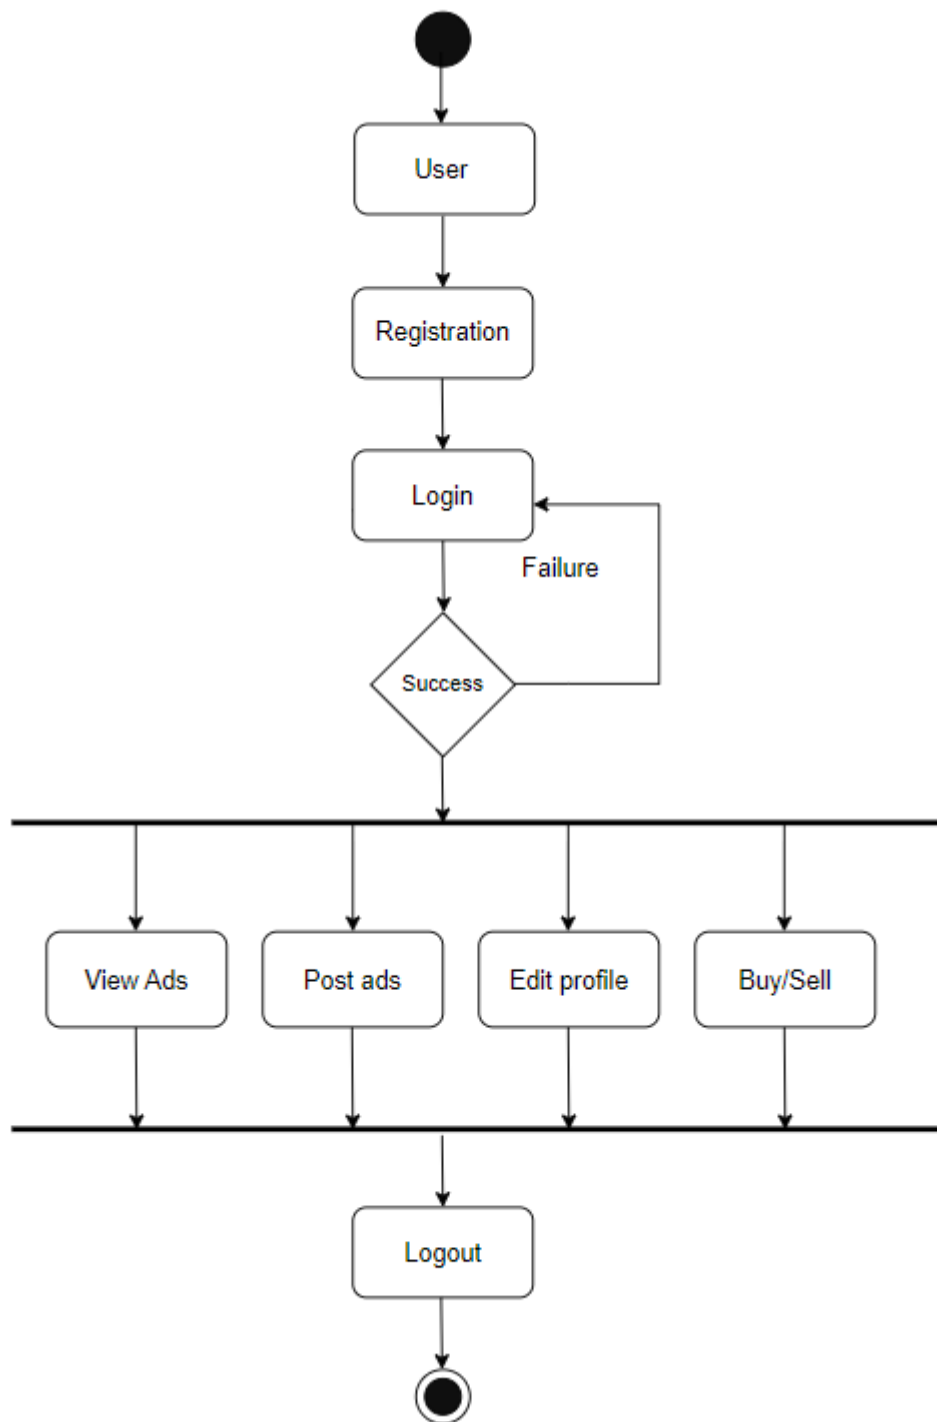 User
Registration
Login
Failure
Success
View Ads
Post ads
Edit profile
Buy/Sell
Logout